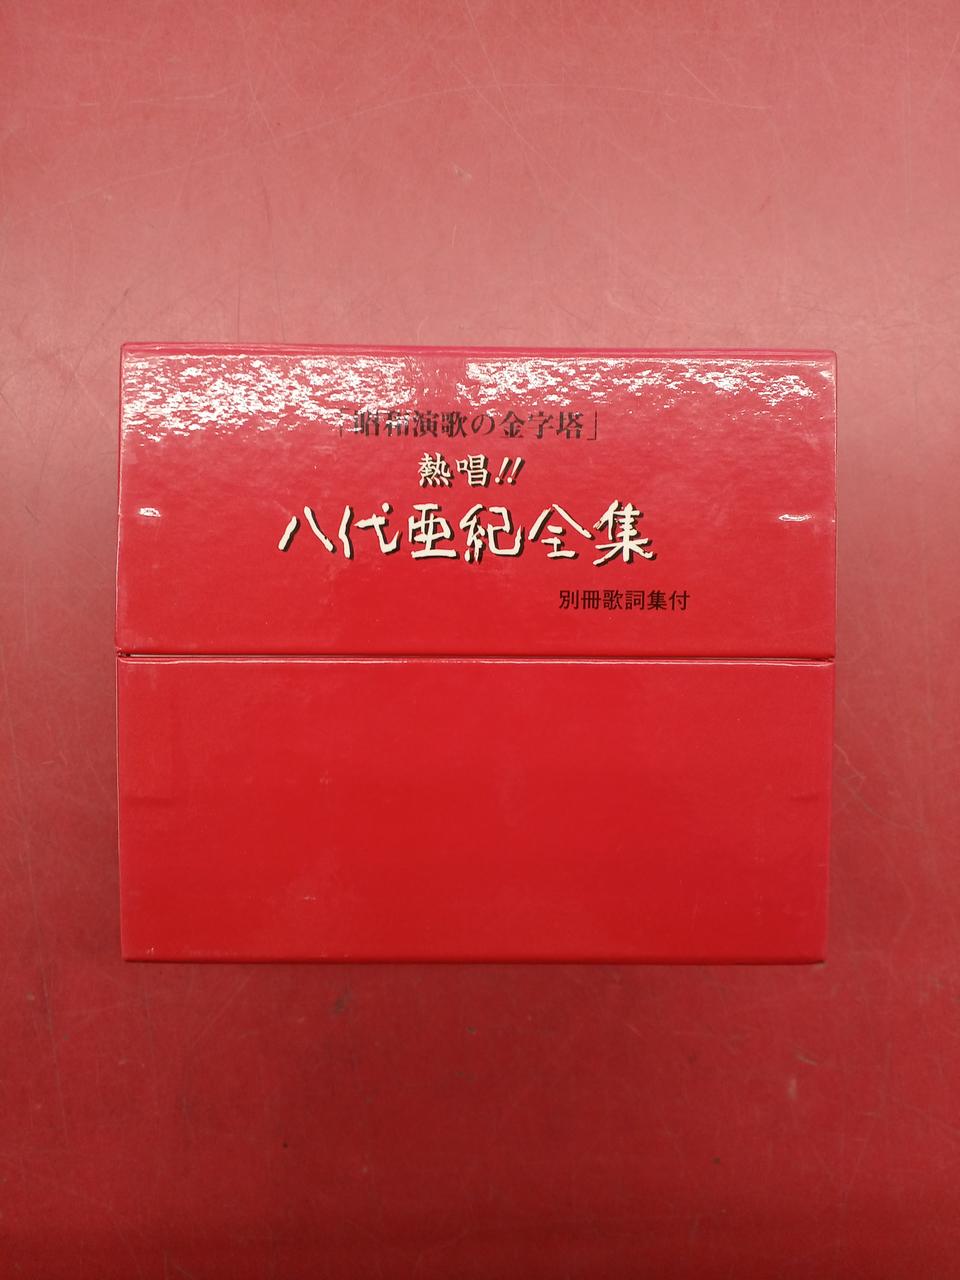 「昭和演歌の金字塔」
熱唱!!
八代亜紀全集
別冊歌詞集付